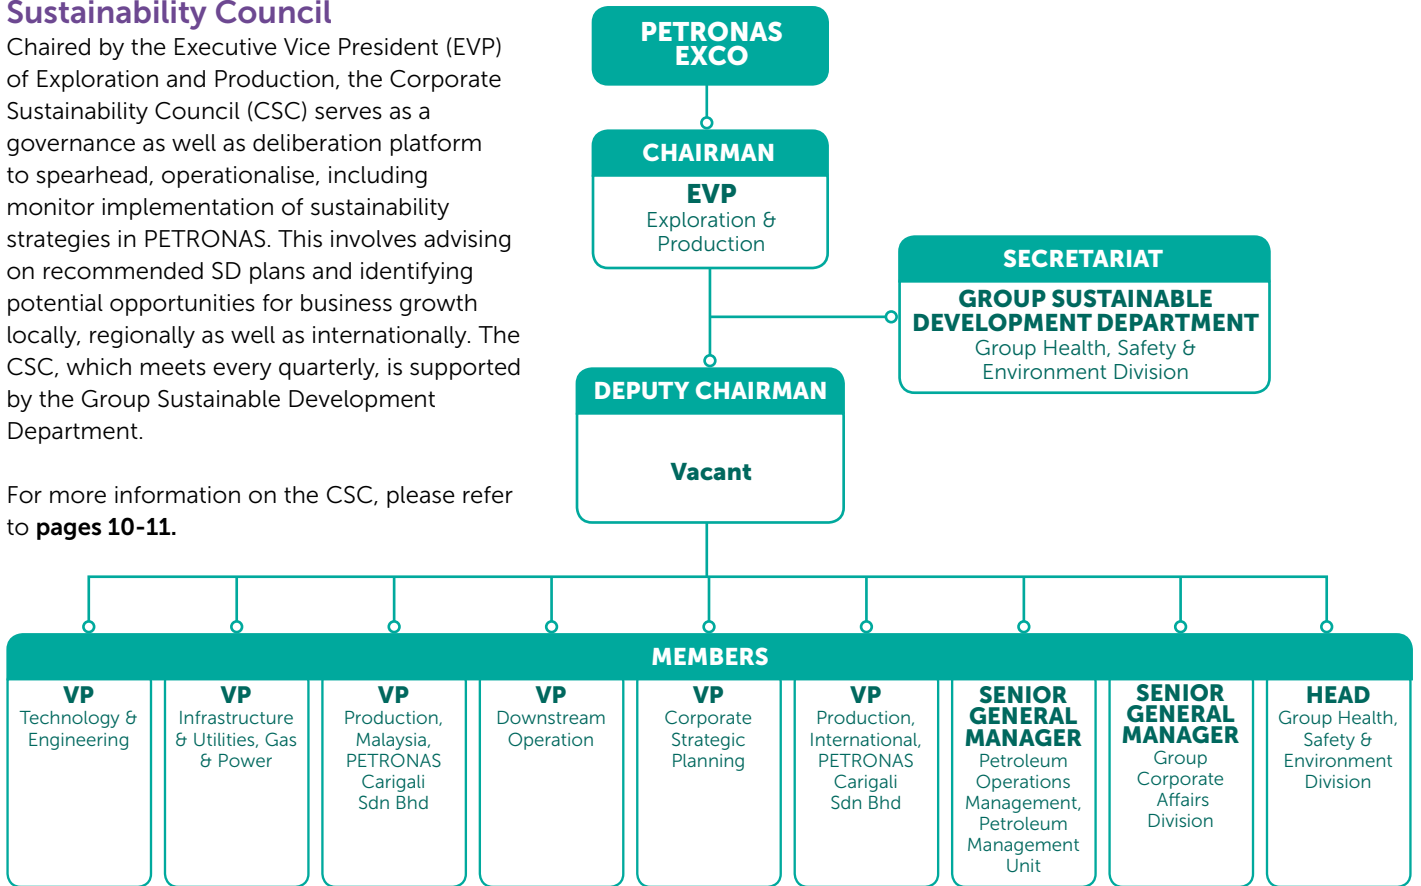 Sustainability Council
Chaired by the Executive Vice President (EVP)
of Exploration and Production, the Corporate
Sustainability Council (CSC) serves as a
governance as well as deliberation platform
to spearhead, operationalise, including
monitor implementation of sustainability
strategies in PETRONAS. This involves advising
on recommended SD plans and identifying
potential opportunities for business growth
locally, regionally as well as internationally. The
CSC, which meets every quarterly, is supported
by the Group Sustainable Development
Department.
For more information on the CSC, please refer
to pages 10-11.
PETRONAS
EXCO
CHAIRMAN
EVP
Exploration &
Production
SECRETARIAT
GROUP SUSTAINABLE
DEVELOPMENT DEPARTMENT
Group Health, Safety &
Environment Division
DEPUTY CHAIRMAN
Vacant
MEMBERS
VP
Technology &
Engineering
VP
Infrastructure
& Utilities, Gas
& Power
VP
Production,
Malaysia,
PETRONAS
Carigali
Sdn Bhd
VP
Downstream
Operation
VP
Corporate
Strategic
Planning
VP
Production,
International,
PETRONAS
Carigali
Sdn Bhd
SENIOR
GENERAL
MANAGER
Petroleum
Operations
Management,
Petroleum
Management
Unit
SENIOR
GENERAL
MANAGER
Group
Corporate
Affairs
Division
HEAD
Group Health,
Safety &
Environment
Division